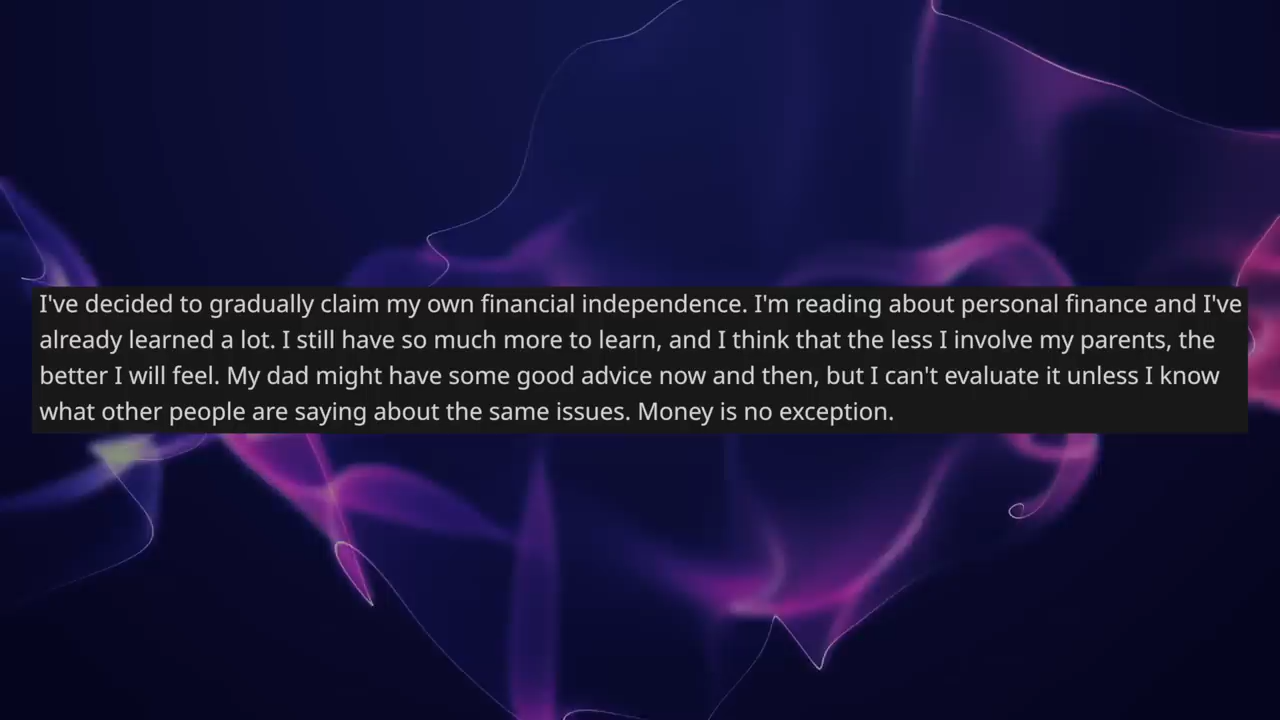 I've decided to gradually claim my own financial independence. I'm reading about personal finance and I've
already learned a lot. I still have so much more to learn, and I think that the less I involve my parents, the
better I will feel. My dad might have some good advice now and then, but I can't evaluate it unless I know
what other people are saying about the same issues. Money is no exception.